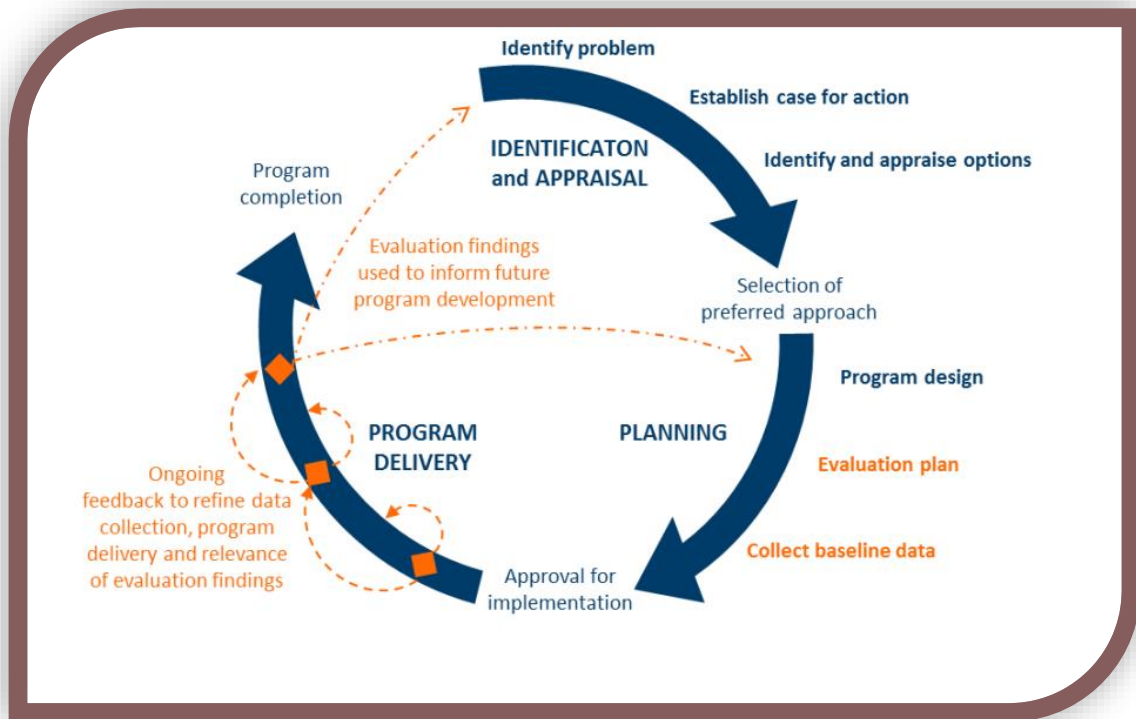 Identify problem
Establish case for action
Identify and appraise options
IDENTIFICATON
and APPRAISAL
Selection of
preferred approach
Program design
PLANNING
Evaluation plan
Collect baseline data
Approval for
implementation
PROGRAM
DELIVERY
Ongoing
feedback to refine data
collection, program
delivery and relevance
of evaluation findings
Evaluation findings
used to inform future
program development
Program
completion